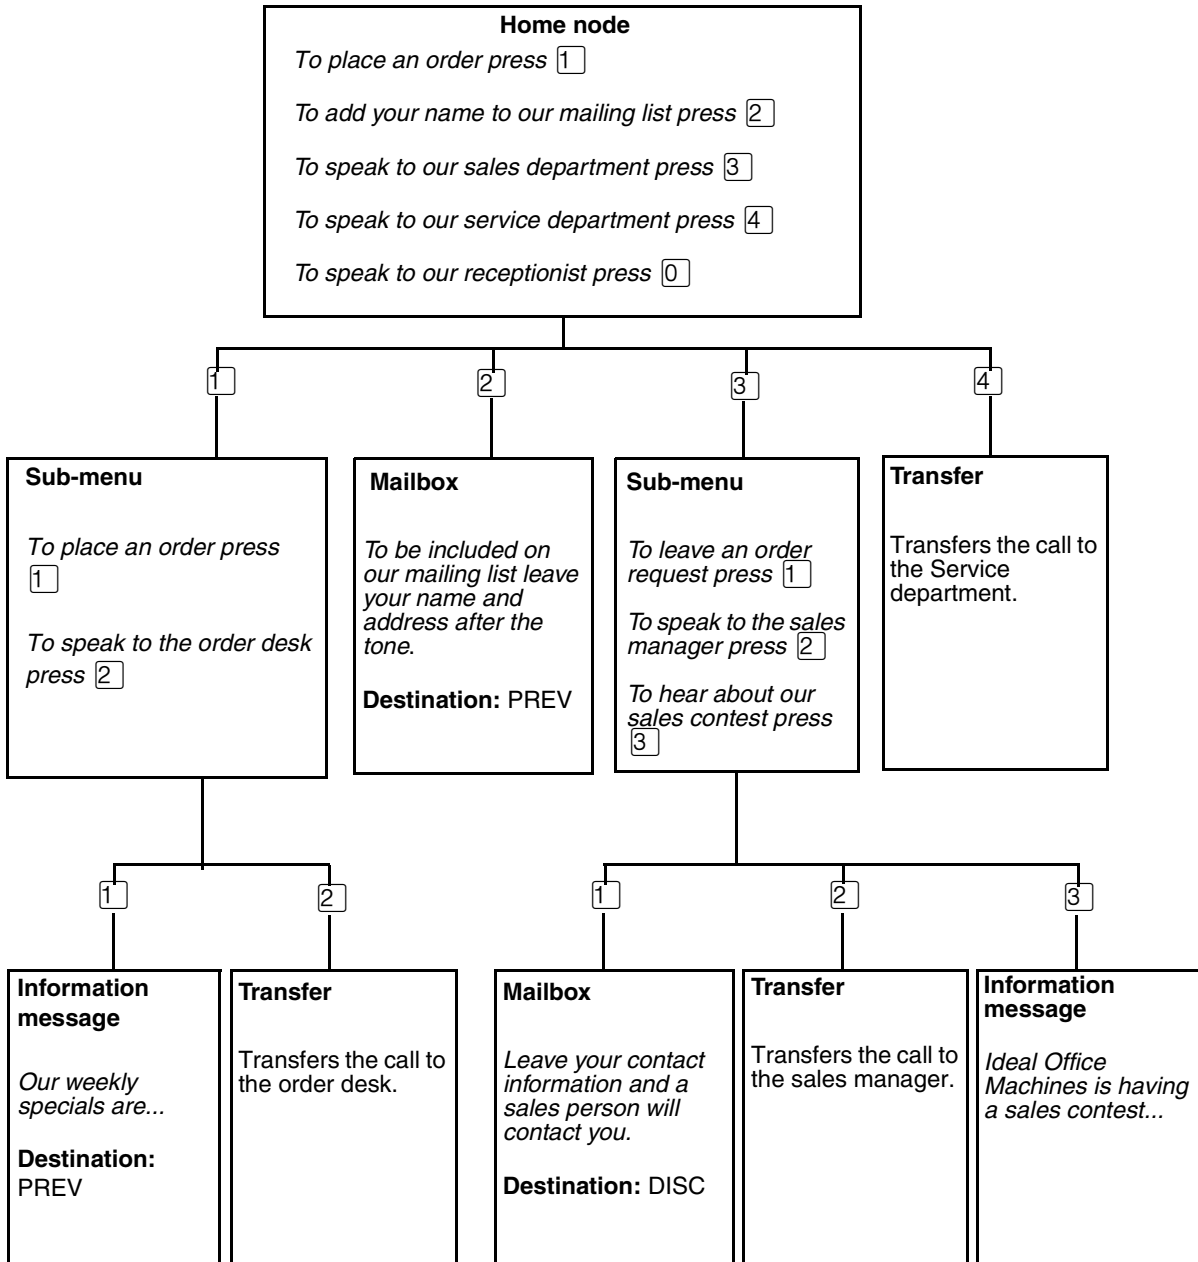 Home node
To place an order press 1
To add your name to our mailing list press 2
To speak to our sales department press 3
To speak to our service department press 4
To speak to our receptionist press 0
1
2
3
4
Sub-menu
To place an order press
1
To speak to the order desk
press 2
Mailbox
To be included on
our mailing list leave
your name and
address after the
tone.
Destination: PREV
Sub-menu
To leave an order
request press 1
To speak to the sales
manager press 2
To hear about our
sales contest press
3
Transfer
Transfers the call to
the Service
department.
1
2
1
2
3
Information
message
Our weekly
specials are...
Destination:
PREV
Transfer
Transfers the call to
the order desk.
Mailbox
Leave your contact
information and a
sales person will
contact you.
Destination: DISC
Transfer
Transfers the call to
the sales manager.
Information
message
Ideal Office
Machines is having
a sales contest...